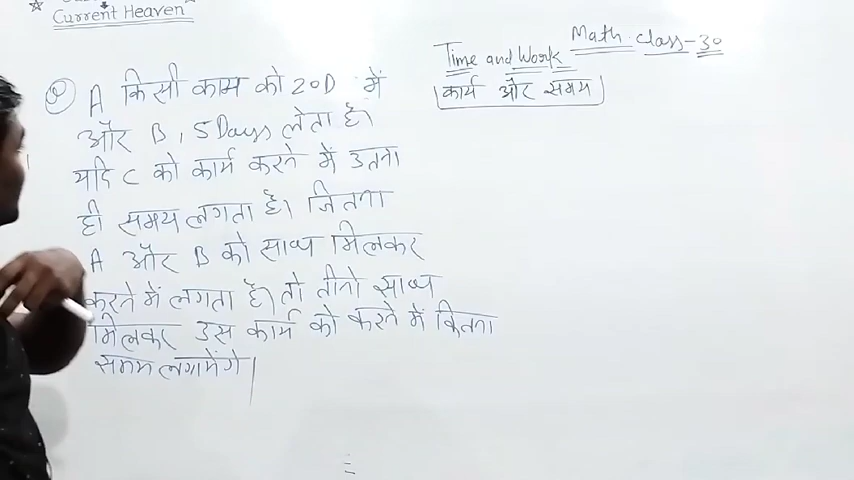 Current Heaven
Math class-30
Time and Work
कार्य और समय
A किसी काम को 20D में
और B, 5 Days लेता है।
यदि C को कार्य करने में उतना
ही समय लगता है। जितना
A और B को साथ मिलकर
करने में लगता है) तो तीनो साथ
मिलकर उस कार्य को करने में कितना
समय लगायेंगे।